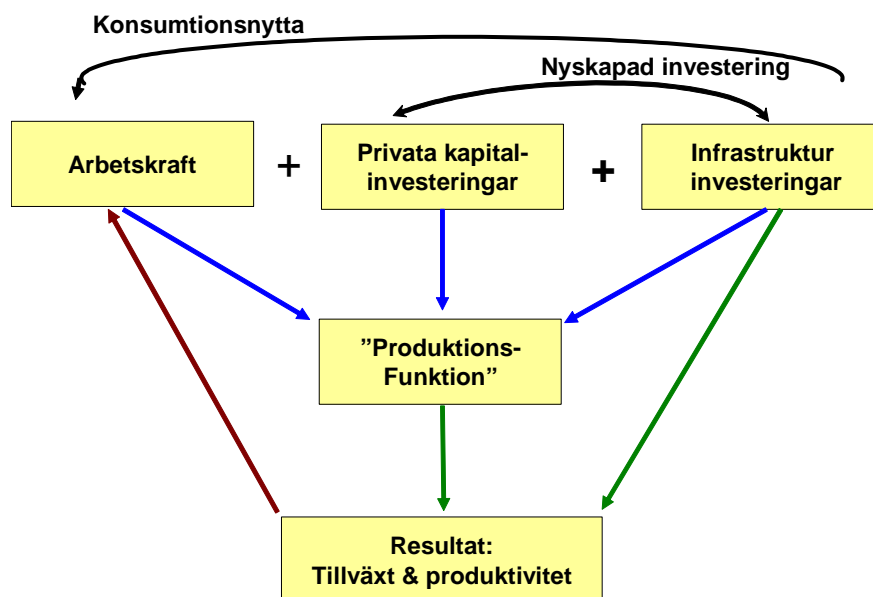 Konsumtionsnytta
Nyskapad investering
Arbetskraft
+
Privata kapital-
investeringar
+
Infrastruktur
investeringar
”Produktions-
Funktion”
Resultat:
Tillväxt & produktivitet